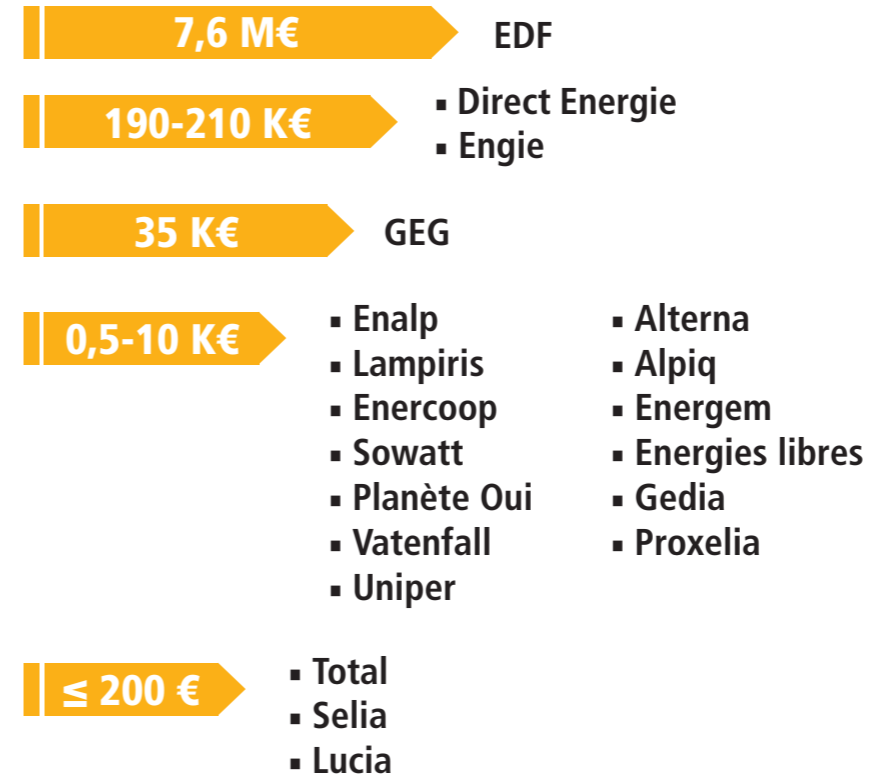 7,6 M€ EDF
190-210 K€
▪ Direct Energie
▪ Engie
35 K€ GEG
0,5-10 K€
▪ Enalp
▪ Lampiris
▪ Enercoop
▪ Sowatt
▪ Planète Oui
▪ Vatenfall
▪ Uniper
▪ Alterna
▪ Alpiq
▪ Energem
▪ Energies libres
▪ Gedia
▪ Proxelia
≤ 200 €
▪ Total
▪ Selia
▪ Lucia